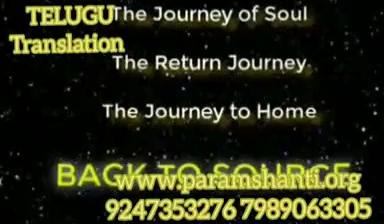 TELUGU
Translation
The Journey of Soul
The Return Journey
The Journey to Home
BACK TO SOURCE
www.paramshanti.org
9247353276 7989063305